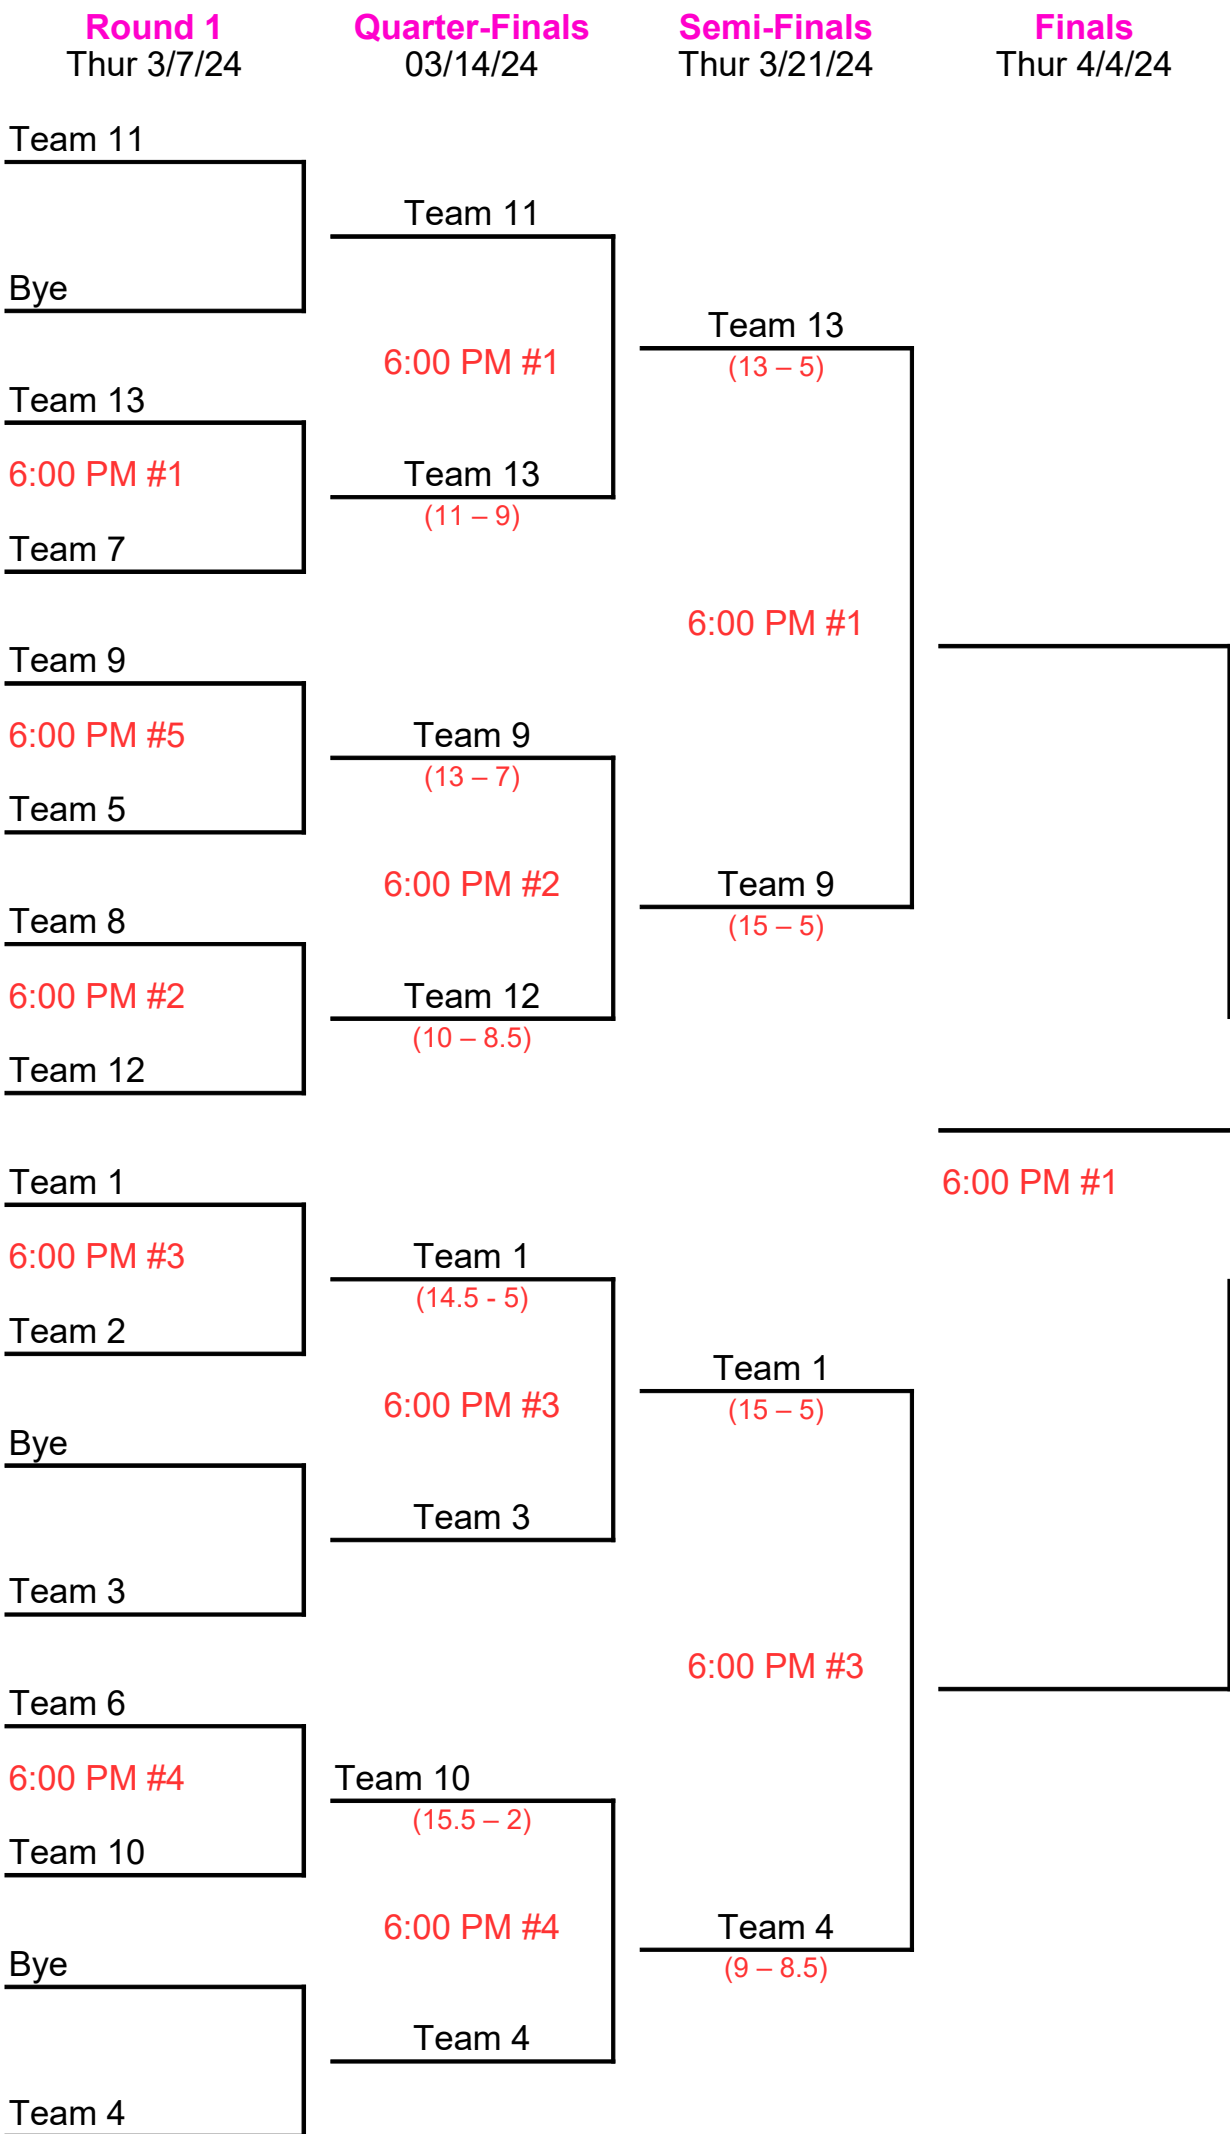 Round 1
Thur 3/7/24
Quarter-Finals
03/14/24
Semi-Finals
Thur 3/21/24
Finals
Thur 4/4/24
Team 11
Bye
Team 13
6:00 PM #1
Team 7
Team 9
6:00 PM #5
Team 5
Team 8
6:00 PM #2
Team 12
Team 1
6:00 PM #3
Team 2
Bye
Team 3
Team 6
6:00 PM #4
Team 10
Bye
Team 4
Team 11
6:00 PM #1
Team 13
(11 – 9)
Team 9
(13 – 7)
6:00 PM #2
Team 12
(10 – 8.5)
Team 1
(14.5 - 5)
6:00 PM #3
Team 3
Team 10
(15.5 – 2)
6:00 PM #4
Team 4
Team 13
(13 – 5)
6:00 PM #1
Team 9
(15 – 5)
Team 1
(15 – 5)
6:00 PM #3
Team 4
(9 – 8.5)
6:00 PM #1